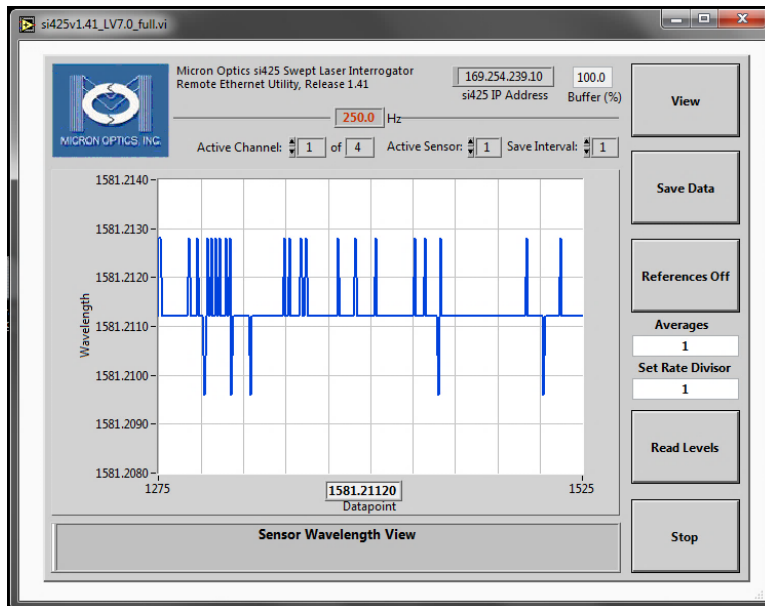 si425v1.41_LV7.0_full.vi
MICRON OPTICS, INC.
Micron Optics si425 Swept Laser Interrogator
Remote Ethernet Utility, Release 1.41
169.254.239.10
si425 IP Address
100.0
Buffer (%)
250.0 Hz
Active Channel: 1 of 4 Active Sensor: 1 Save Interval: 1
View
Save Data
References Off
Averages
1
Set Rate Divisor
1
Read Levels
Stop
Wavelength
1581.2140
1581.2130
1581.2120
1581.2110
1581.2100
1581.2090
1581.2080
1275
1581.21120
1525
Datapoint
Sensor Wavelength View